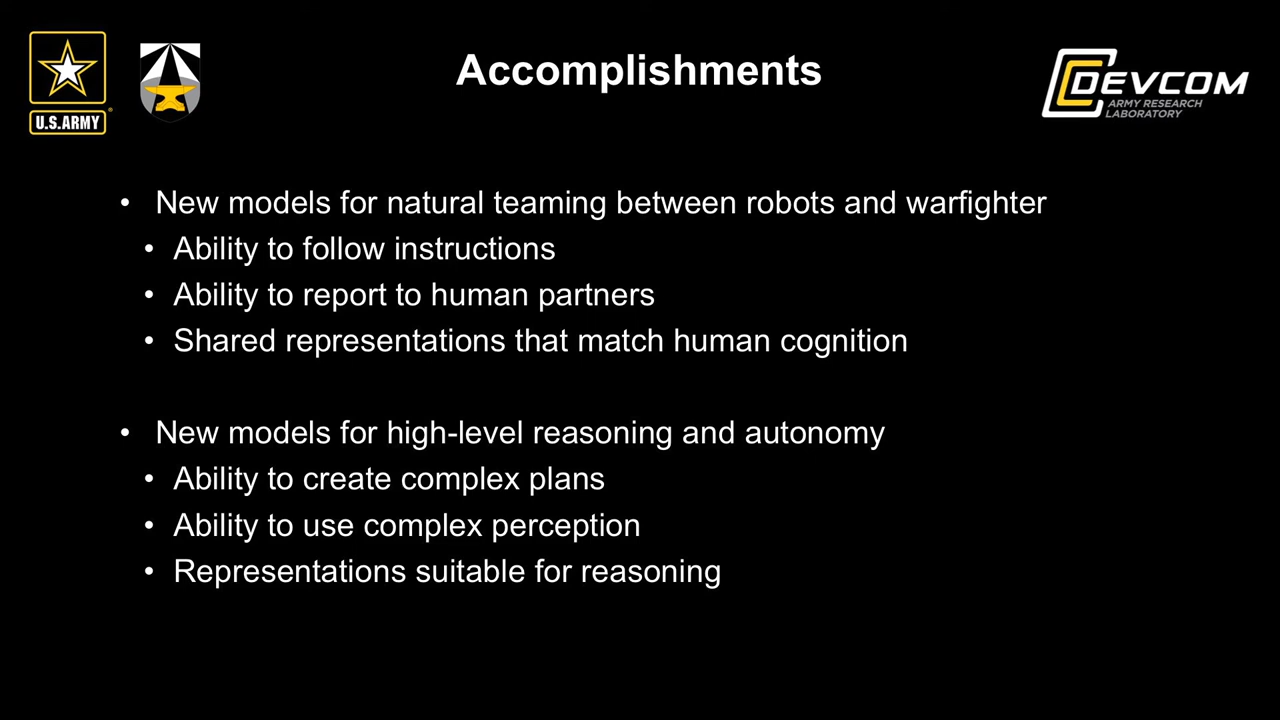 Accomplishments
U.S.ARMY
DEVCOM
ARMY RESEARCH
LABORATORY
• New models for natural teaming between robots and warfighter
• Ability to follow instructions
• Ability to report to human partners
• Shared representations that match human cognition
• New models for high-level reasoning and autonomy
• Ability to create complex plans
• Ability to use complex perception
• Representations suitable for reasoning